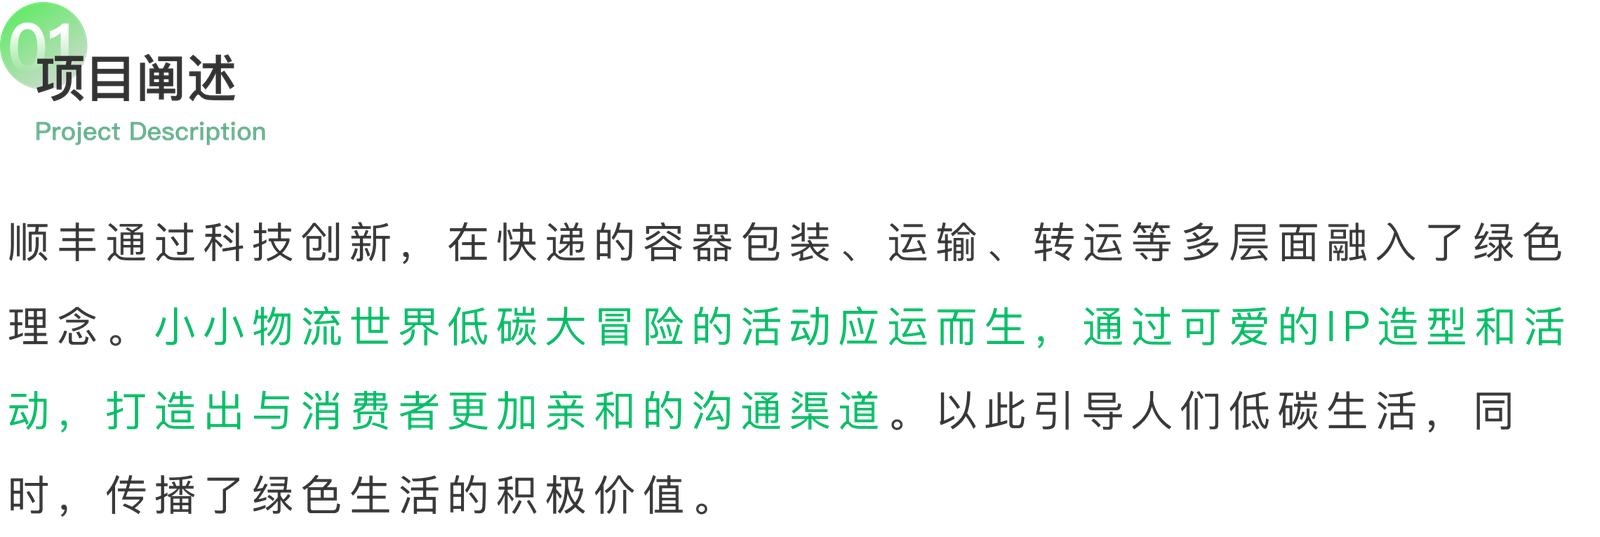 01
项目阐述
Project Description
顺丰通过科技创新，在快递的容器包装、运输、转运等多层面融入了绿色
理念。小小物流世界低碳大冒险的活动应运而生，通过可爱的IP造型和活
动，打造出与消费者更加亲和的沟通渠道。以此引导人们低碳生活，同
时，传播了绿色生活的积极价值。